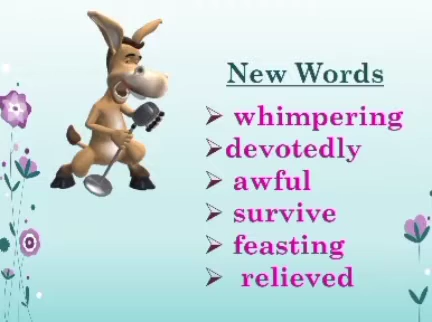 New Words
whimpering
devotedly
awful
survive
feasting
relieved